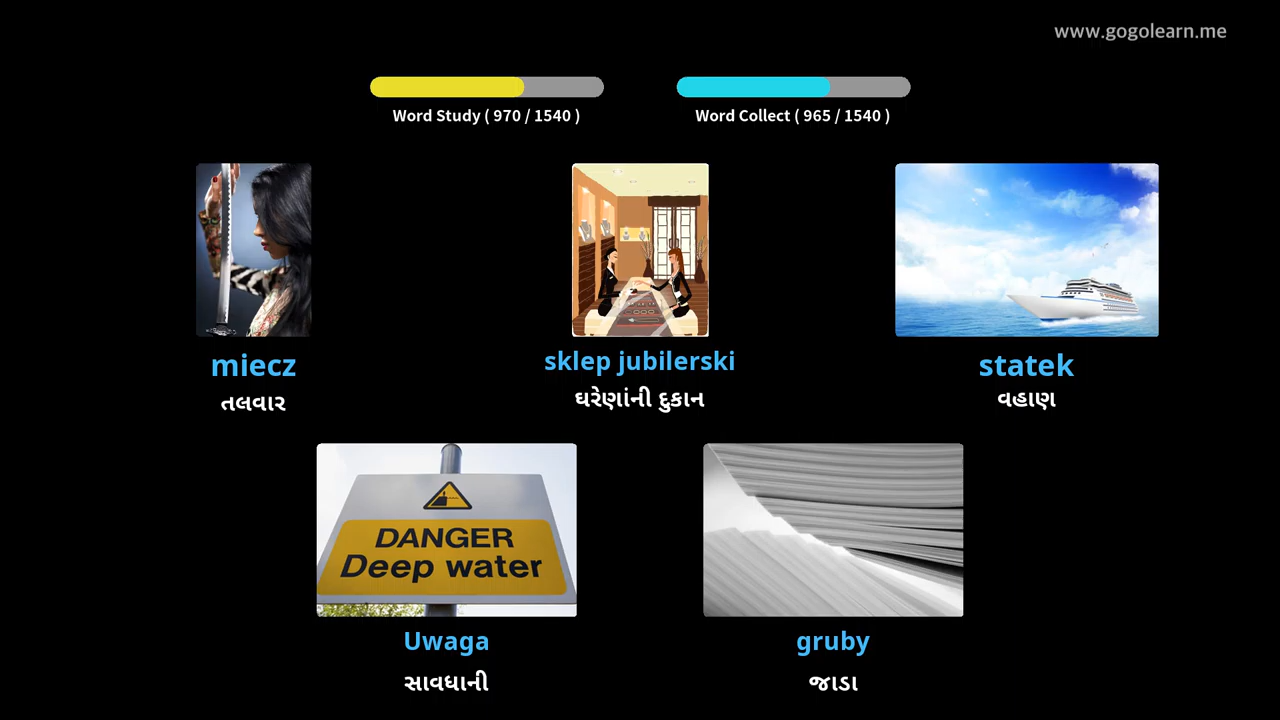 www.gogolearn.me
Word Study ( 970 / 1540 )
Word Collect ( 965 / 1540 )
miecz
તલવાર
sklep jubilerski
ઘરેણાંની દુકાન
statek
વહાણ
DANGER
Deep water
Uwaga
સાવધાની
gruby
જાડા